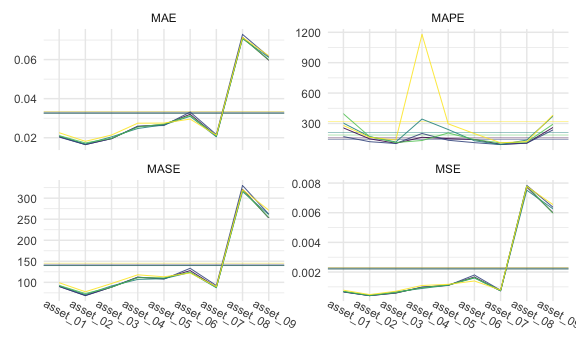 MAE
MAPE
0.06
0.04
0.02
1200
900
600
300
MASE
MSE
300
250
200
150
100
0.008
0.006
0.004
0.002
asset_01
asset_02
asset_03
asset_04
asset_05
asset_06
asset_07
asset_08
asset_09
asset_01
asset_02
asset_03
asset_04
asset_05
asset_06
asset_07
asset_08